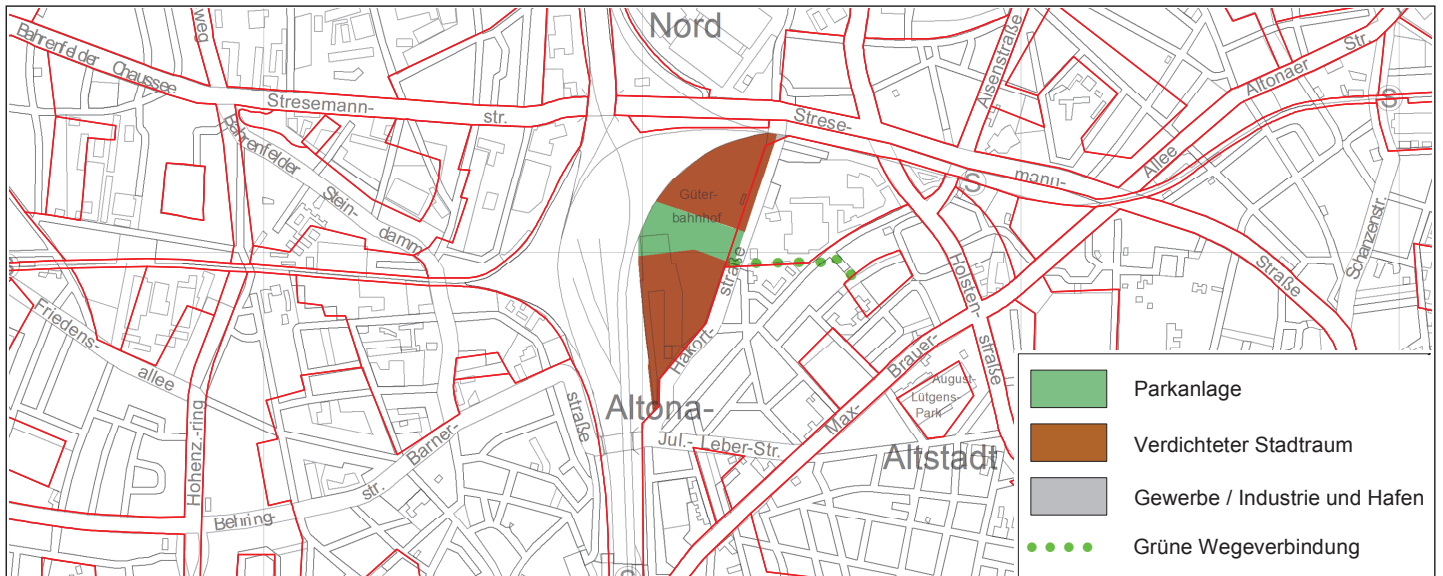 Nord
weg
Bahrenfelder Chaussee
Stresemann-
str.
Bahrenfelder
Stein-
damm
Strese-
mann-
Straße
Alsenstraße
Altonaer
Str.
Allee
S
S
Schanzenstr.
Güter-
bahnhof
Harkort-
straße
Holsten-
straße
Friedens-
allee
Hohenz.-ring
Barner-
str.
Behring-
straße
Altona-
Altstadt
Jul.- Leber-Str.
Max-
Brauer-
August-
Lütgens-
Park
Parkanlage
Verdichteter Stadtraum
Gewerbe / Industrie und Hafen
Grüne Wegeverbindung